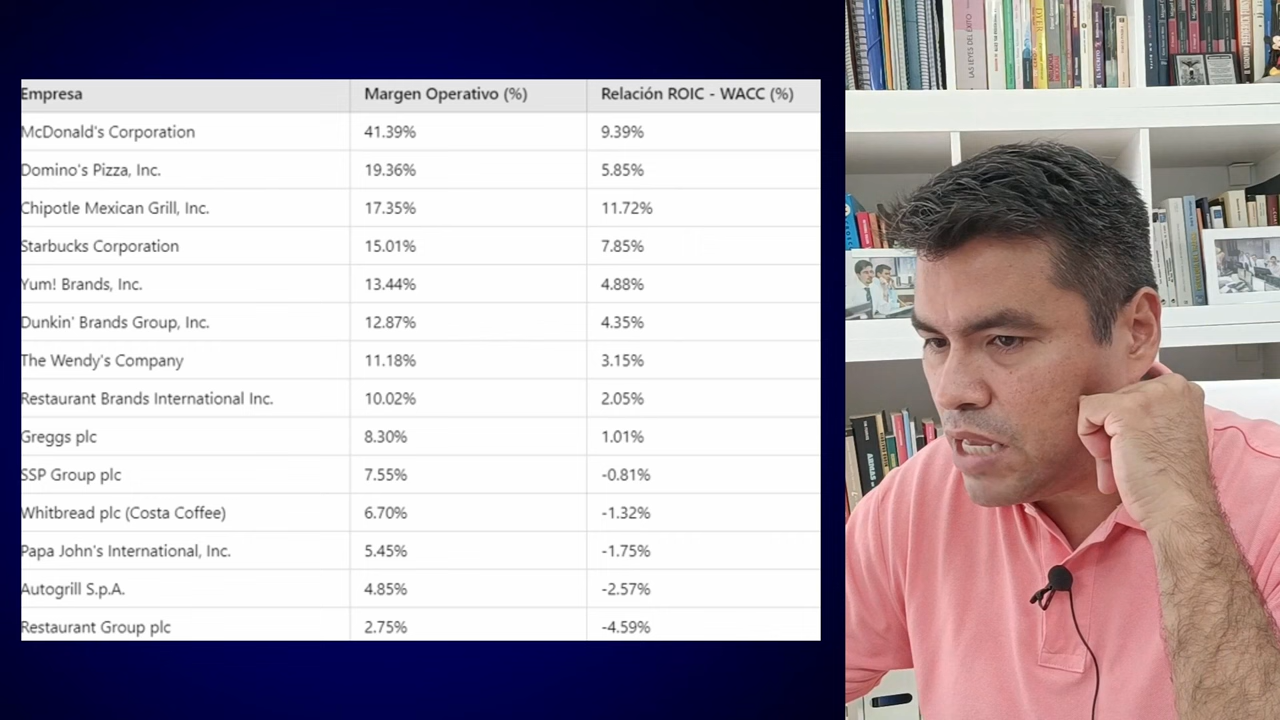 Empresa Margen Operativo (%) Relación ROIC - WACC (%)
McDonald's Corporation 41.39% 9.39%
Domino's Pizza, Inc. 19.36% 5.85%
Chipotle Mexican Grill, Inc. 17.35% 11.72%
Starbucks Corporation 15.01% 7.85%
Yum! Brands, Inc. 13.44% 4.88%
Dunkin' Brands Group, Inc. 12.87% 4.35%
The Wendy's Company 11.18% 3.15%
Restaurant Brands International Inc. 10.02% 2.05%
Greggs plc 8.30% 1.01%
SSP Group plc 7.55% -0.81%
Whitbread plc (Costa Coffee) 6.70% -1.32%
Papa John's International, Inc. 5.45% -1.75%
Autogrill S.p.A. 4.85% -2.57%
Restaurant Group plc 2.75% -4.59%
LAS LEYES DEL ÉXITO
DYER